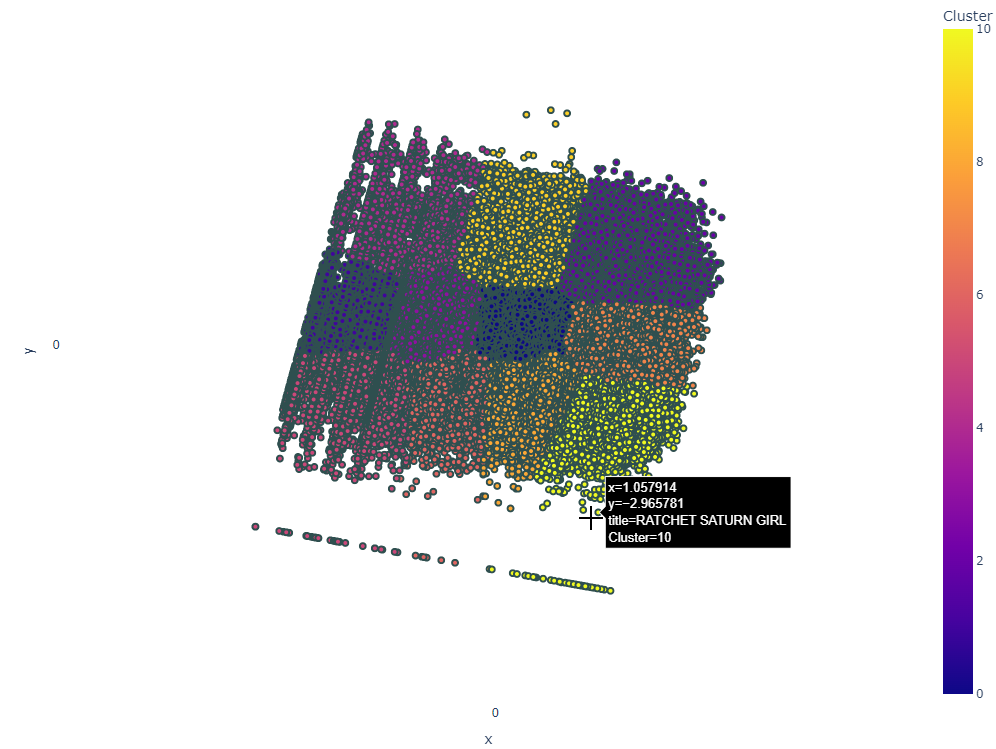 Cluster
10
8
6
4
2
0
y
0
x=1.057914
y=−2.965781
title=RATCHET SATURN GIRL
Cluster=10
0
x